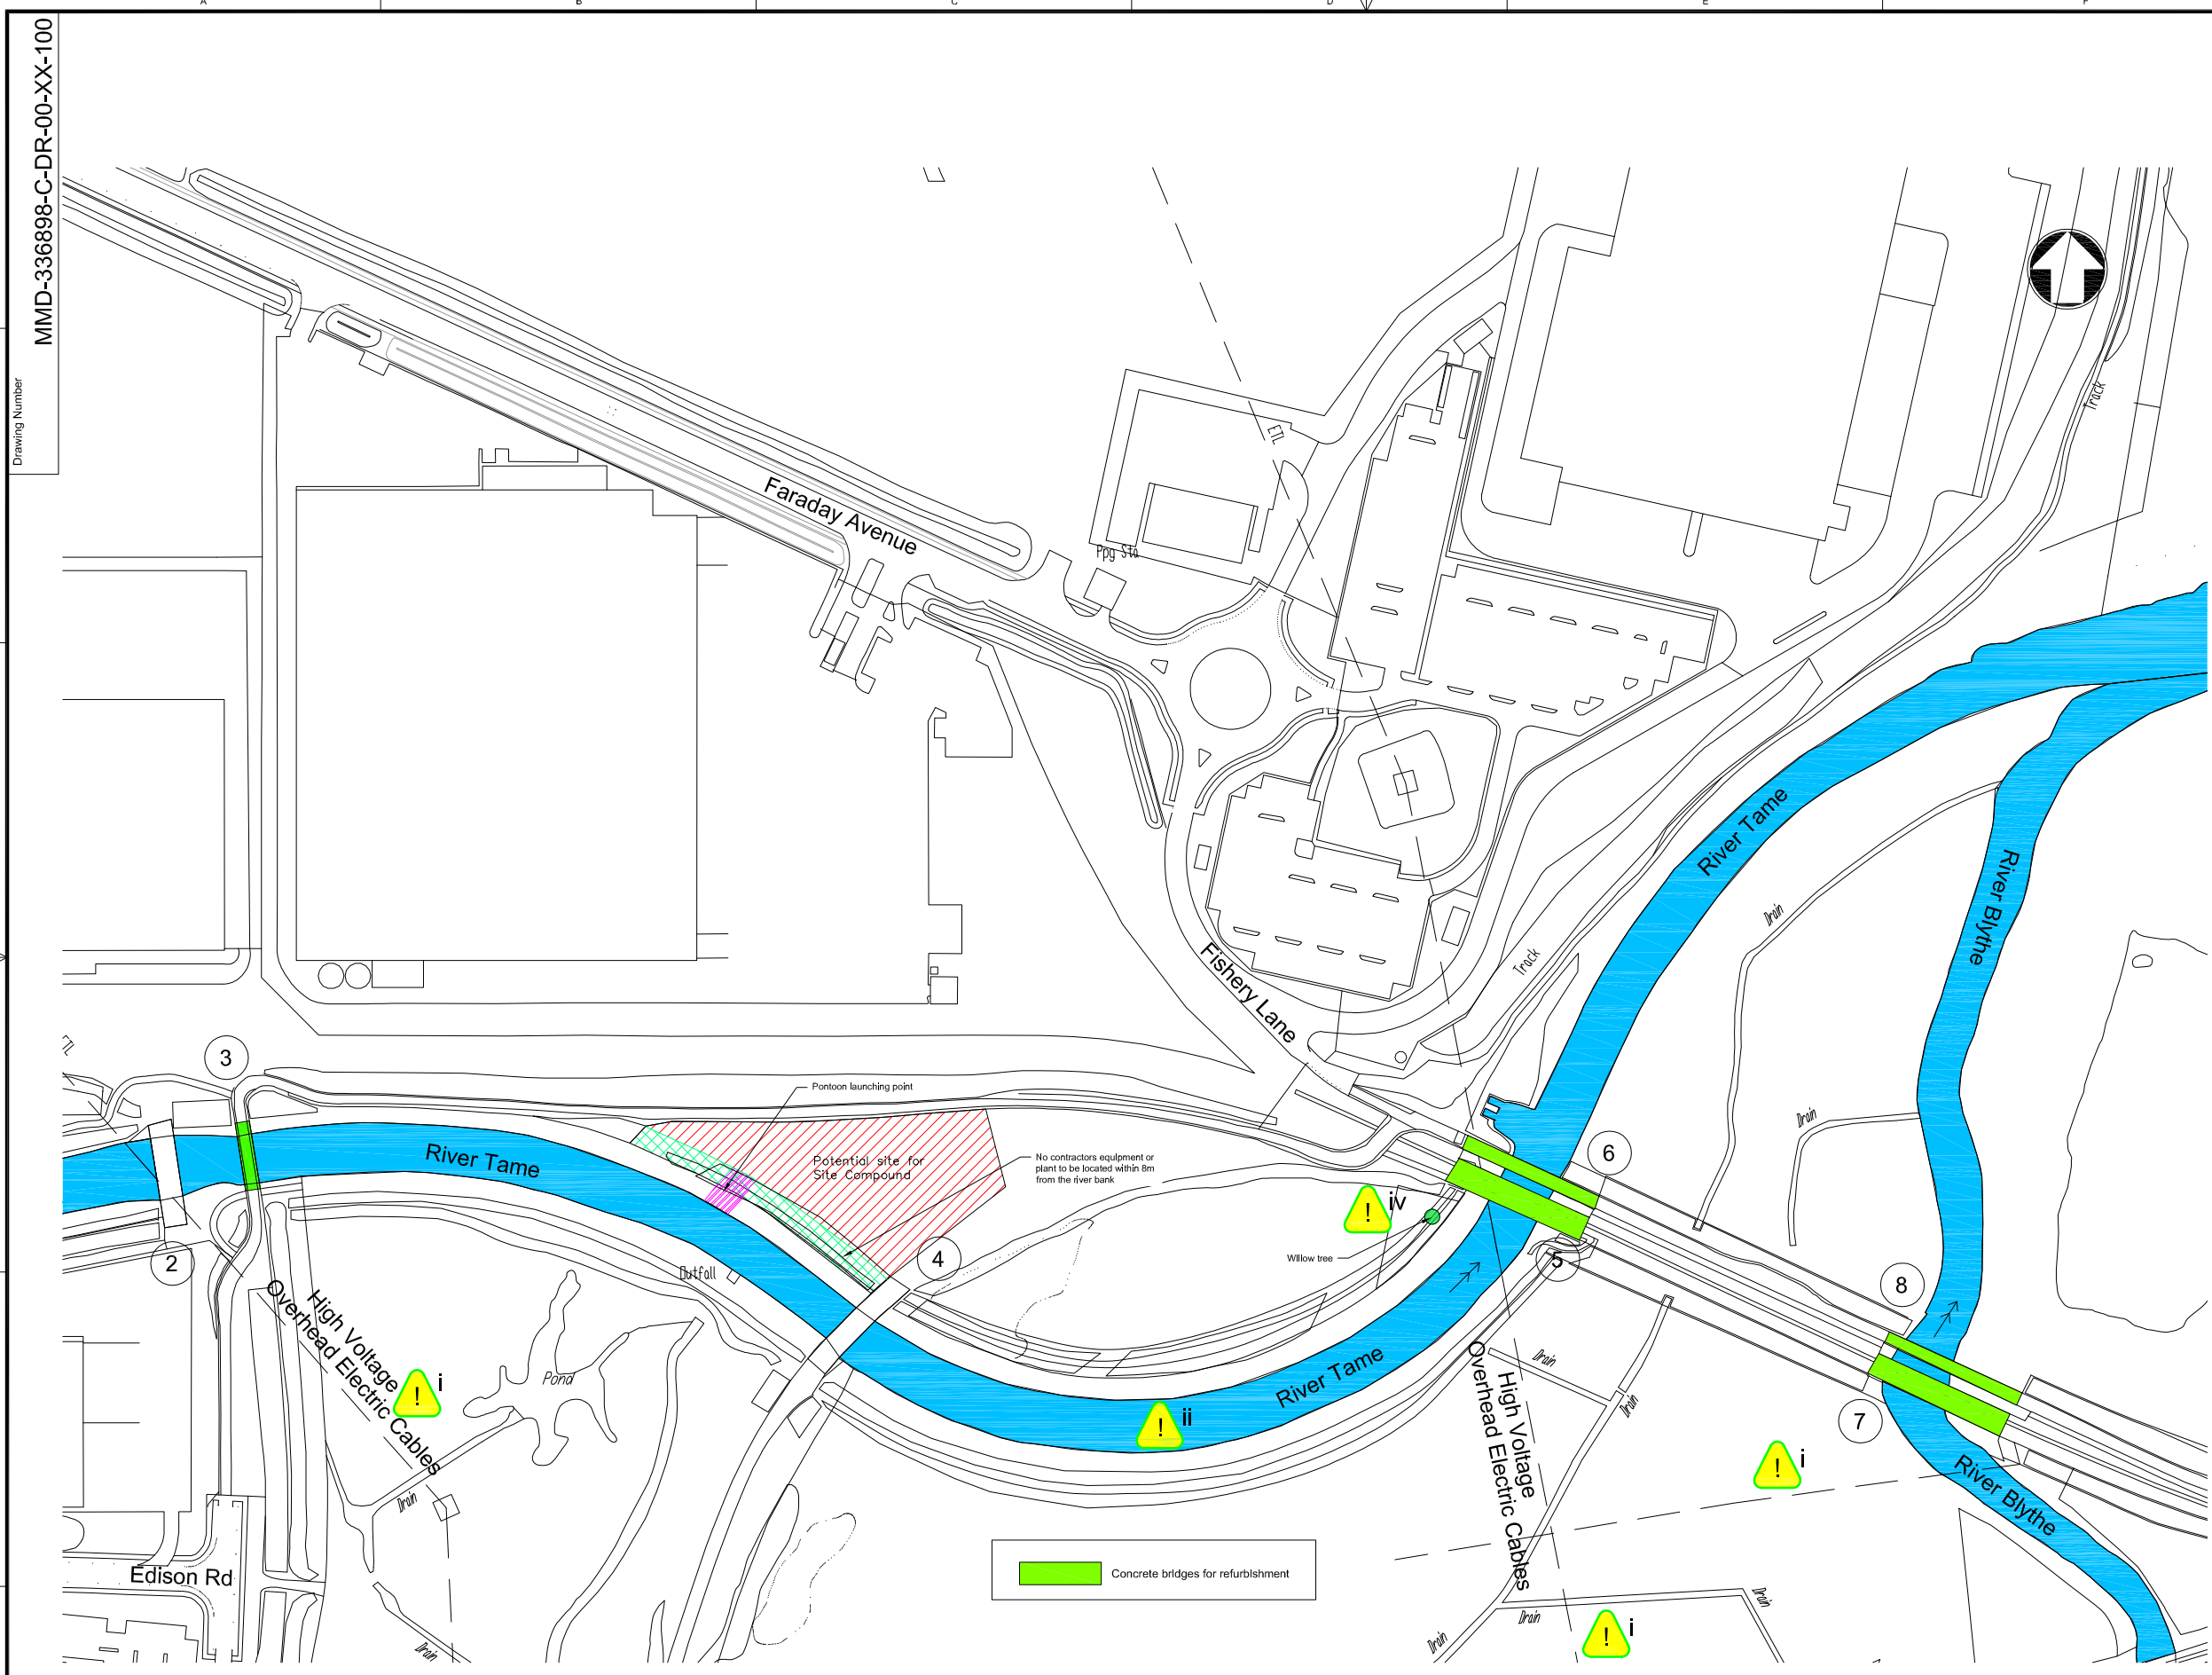 A
B
C
D
E
F
MMD-336898-C-DR-00-XX-100
Drawing Number
Track
Faraday Avenue
ETL
Ppg Sta
River Tame
River Blythe
Drain
Fishery Lane
Track
3
Pontoon launching point
Drain
River Tame
Potential site for
Site Compound
No contractors equipment or
plant to be located within 8m
from the river bank
6
! iv
Willow tree
2
4
5
Outfall
8
High Voltage
Overhead Electric Cables
! i
Pond
River Tame
Drain
Drain
! ii
High Voltage
Overhead Electric Cables
7
! i
River Blythe
Drain
Edison Rd
Concrete bridges for refurbishment
Drain
Drain
Drain
Drain
! i